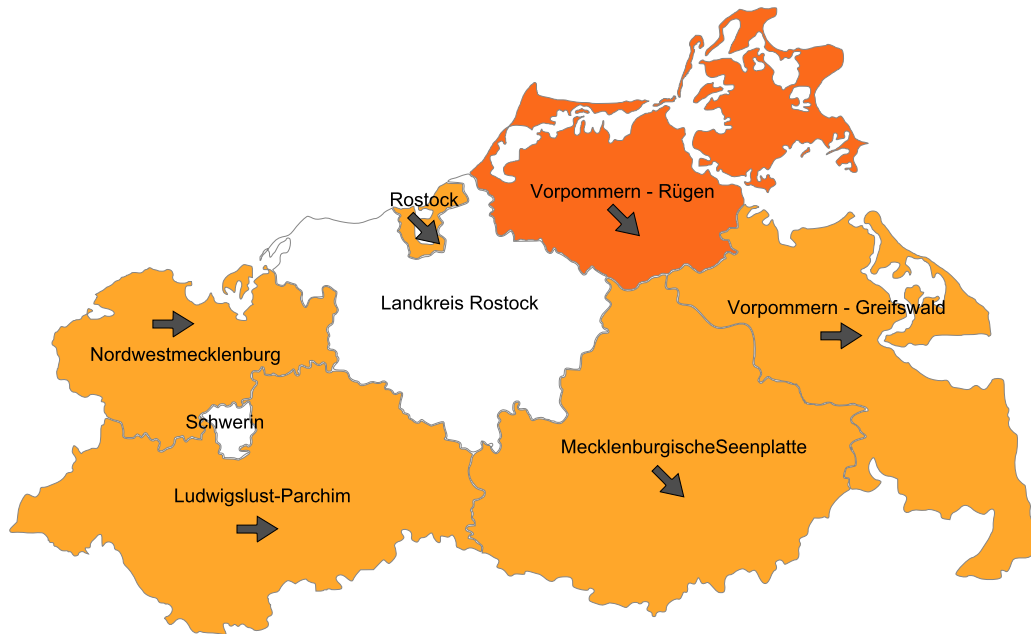 Rostock
Vorpommern - Rügen
Landkreis Rostock
Vorpommern - Greifswald
Nordwestmecklenburg
Schwerin
MecklenburgischeSeenplatte
Ludwigslust-Parchim